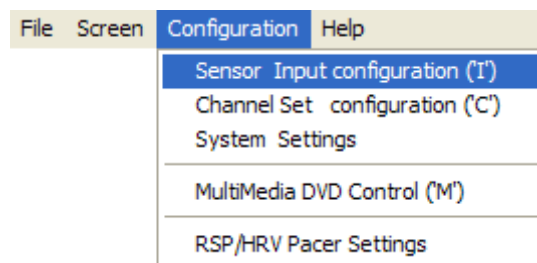 File Screen Configuration Help
Sensor Input configuration ('I')
Channel Set configuration ('C')
System Settings
MultiMedia DVD Control ('M')
RSP/HRV Pacer Settings